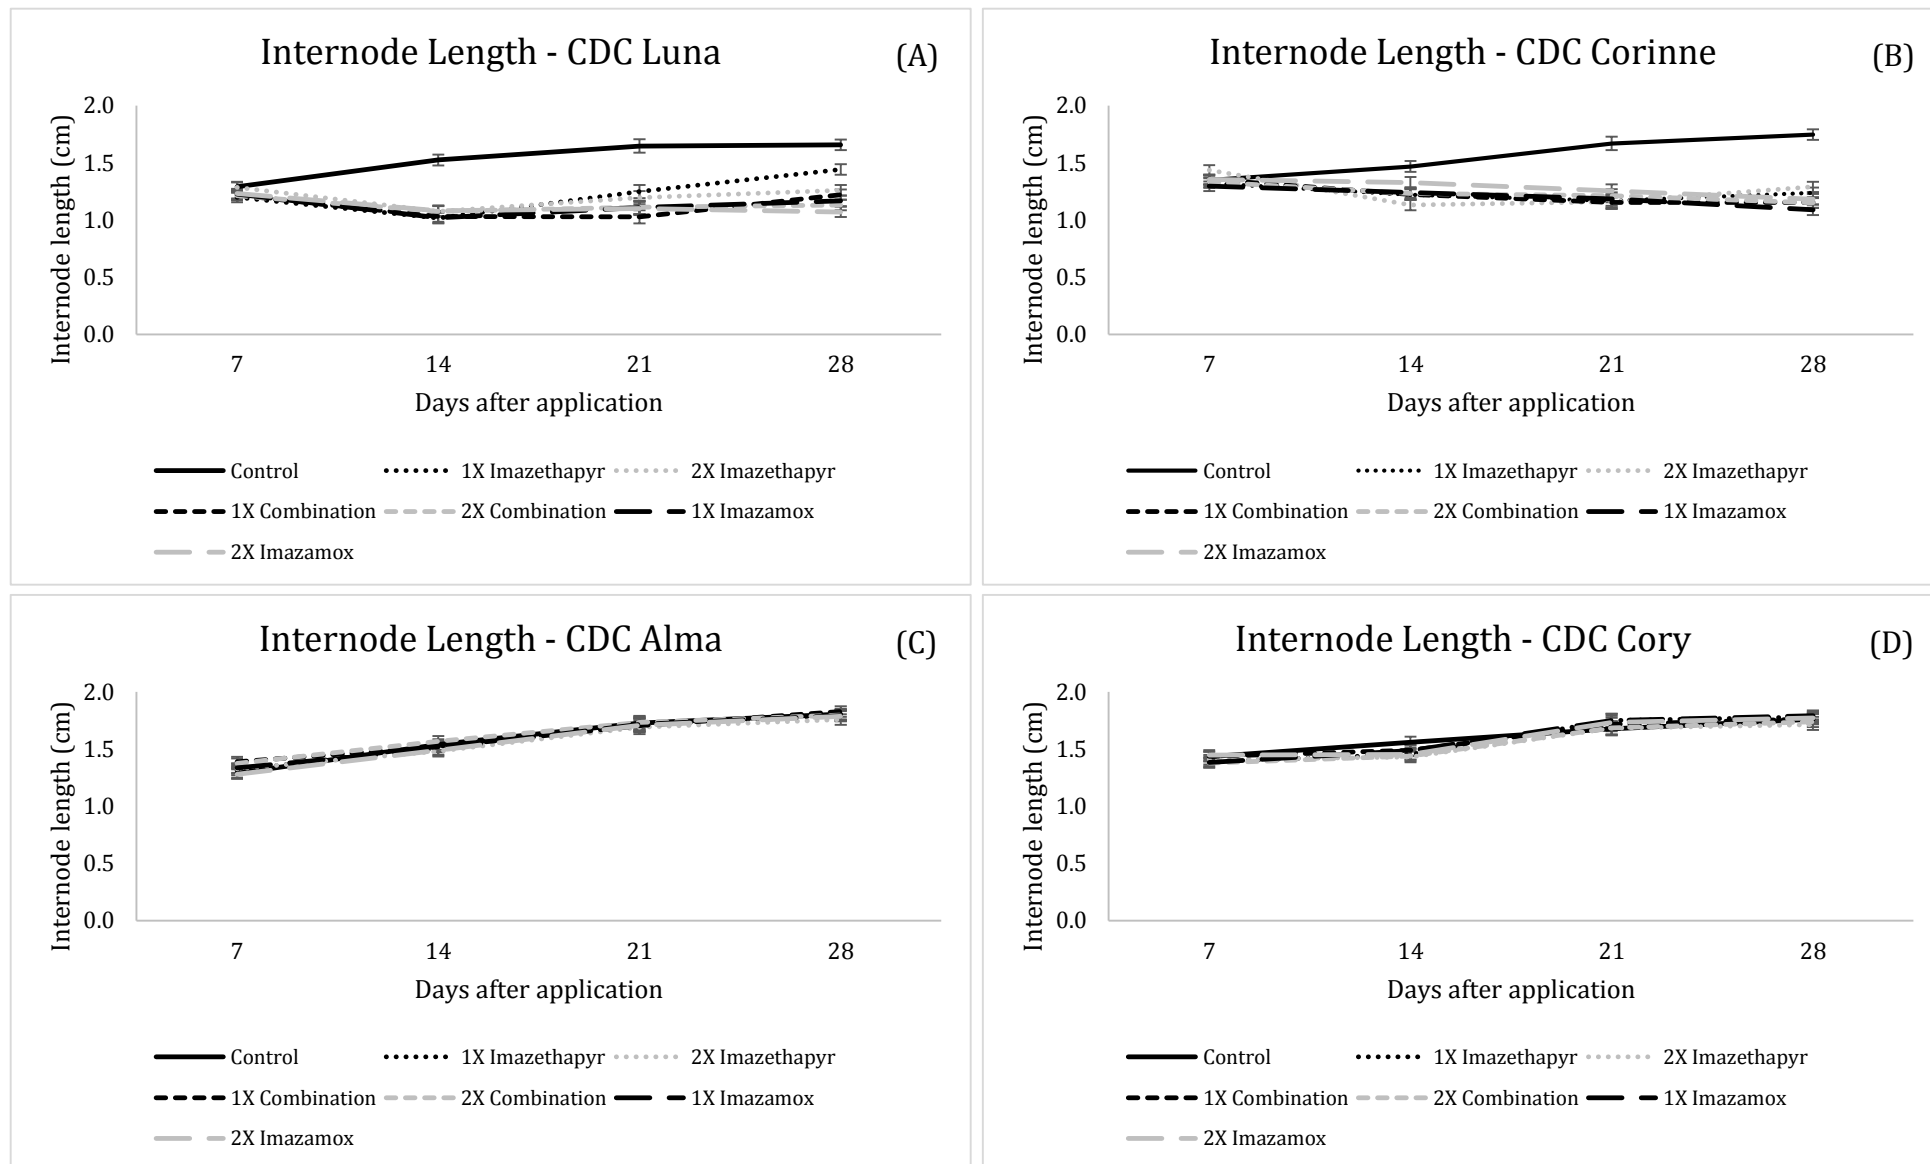 Internode Length - CDC Luna
(A)
Internode length (cm)
2.0
1.5
1.0
0.5
0.0
7 14 21 28
Days after application
Control 1X Imazethapyr 2X Imazethapyr
1X Combination 2X Combination 1X Imazamox
2X Imazamox
Internode Length - CDC Corinne
(B)
Internode length (cm)
2.0
1.5
1.0
0.5
0.0
7 14 21 28
Days after application
Control 1X Imazethapyr 2X Imazethapyr
1X Combination 2X Combination 1X Imazamox
2X Imazamox
Internode Length - CDC Alma
(C)
Internode length (cm)
2.0
1.5
1.0
0.5
0.0
7 14 21 28
Days after application
Control 1X Imazethapyr 2X Imazethapyr
1X Combination 2X Combination 1X Imazamox
2X Imazamox
Internode Length - CDC Cory
(D)
Internode length (cm)
2.0
1.5
1.0
0.5
0.0
7 14 21 28
Days after application
Control 1X Imazethapyr 2X Imazethapyr
1X Combination 2X Combination 1X Imazamox
2X Imazamox